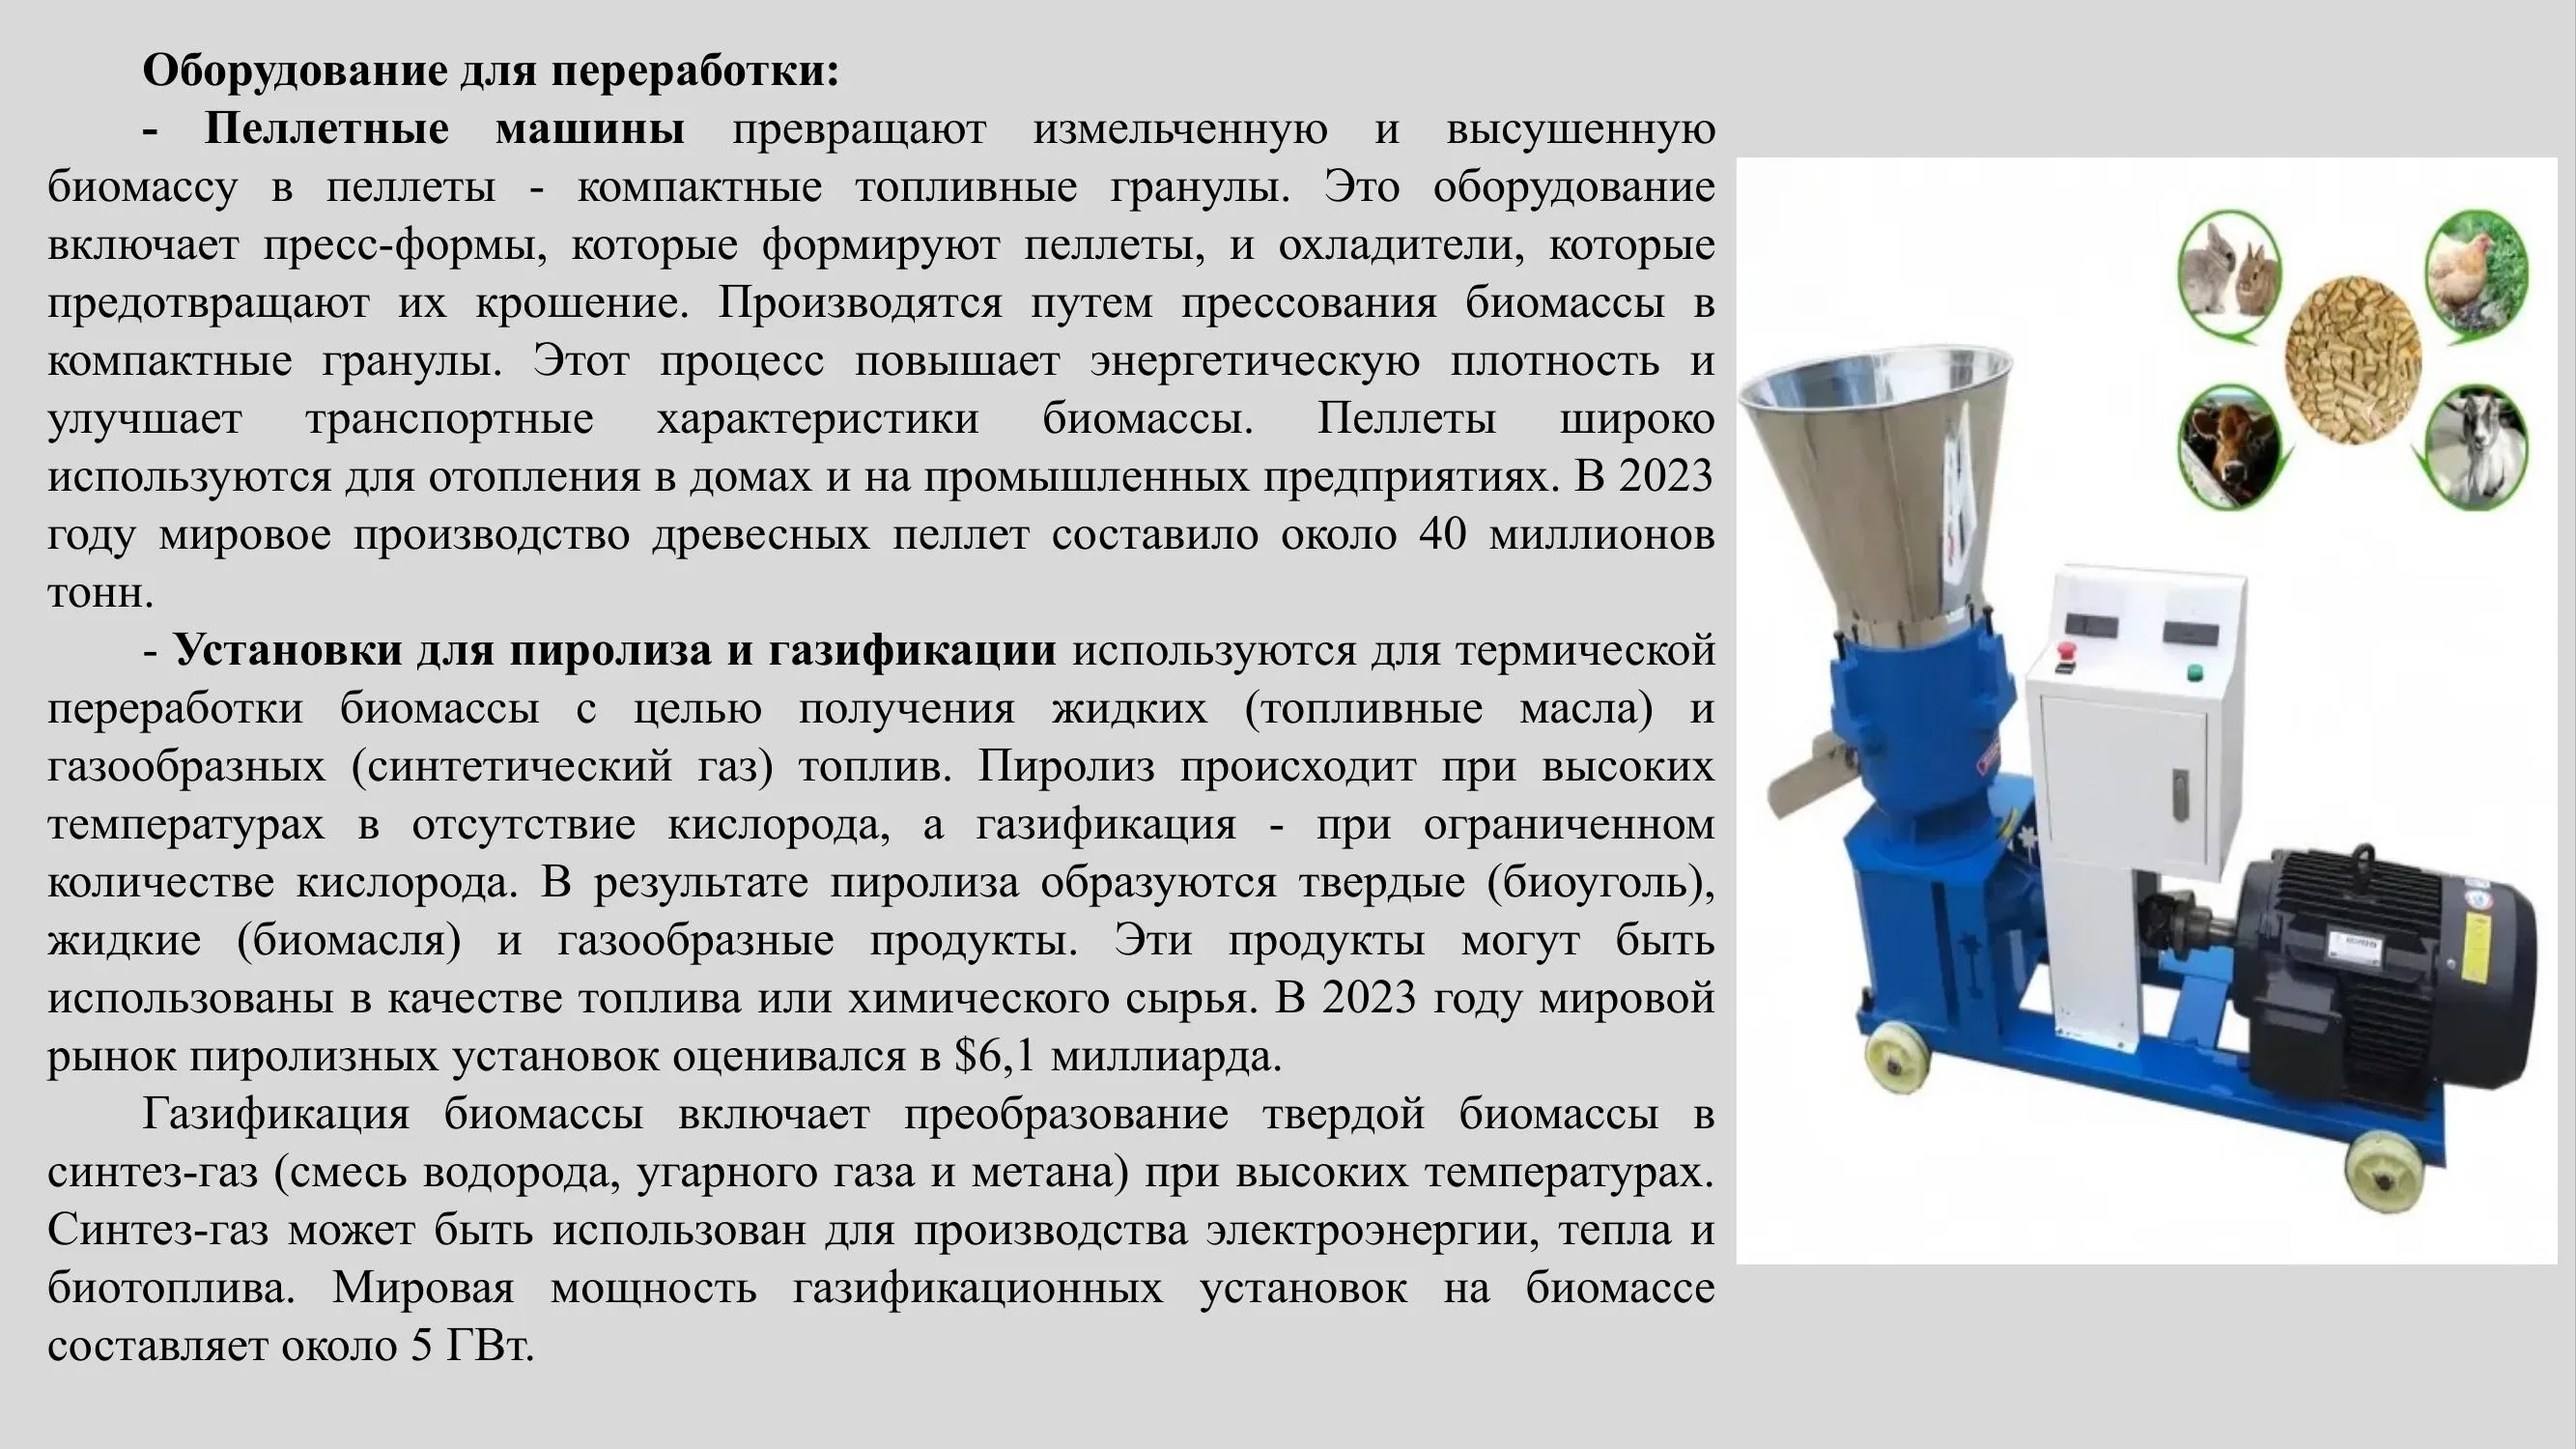 Оборудование для переработки:
- Пеллетные машины превращают измельченную и высушенную
биомассу в пеллеты - компактные топливные гранулы. Это оборудование
включает пресс-формы, которые формируют пеллеты, и охладители, которые
предотвращают их крошение. Производятся путем прессования биомассы в
компактные гранулы. Этот процесс повышает энергетическую плотность и
улучшает транспортные характеристики биомассы. Пеллеты широко
используются для отопления в домах и на промышленных предприятиях. В 2023
году мировое производство древесных пеллет составило около 40 миллионов
тонн.
- Установки для пиролиза и газификации используются для термической
переработки биомассы с целью получения жидких (топливные масла) и
газообразных (синтетический газ) топлив. Пиролиз происходит при высоких
температурах в отсутствие кислорода, а газификация - при ограниченном
количестве кислорода. В результате пиролиза образуются твердые (биоуголь),
жидкие (биомасля) и газообразные продукты. Эти продукты могут быть
использованы в качестве топлива или химического сырья. В 2023 году мировой
рынок пиролизных установок оценивался в $6,1 миллиарда.
Газификация биомассы включает преобразование твердой биомассы в
синтез-газ (смесь водорода, угарного газа и метана) при высоких температурах.
Синтез-газ может быть использован для производства электроэнергии, тепла и
биотоплива. Мировая мощность газификационных установок на биомассе
составляет около 5 ГВт.